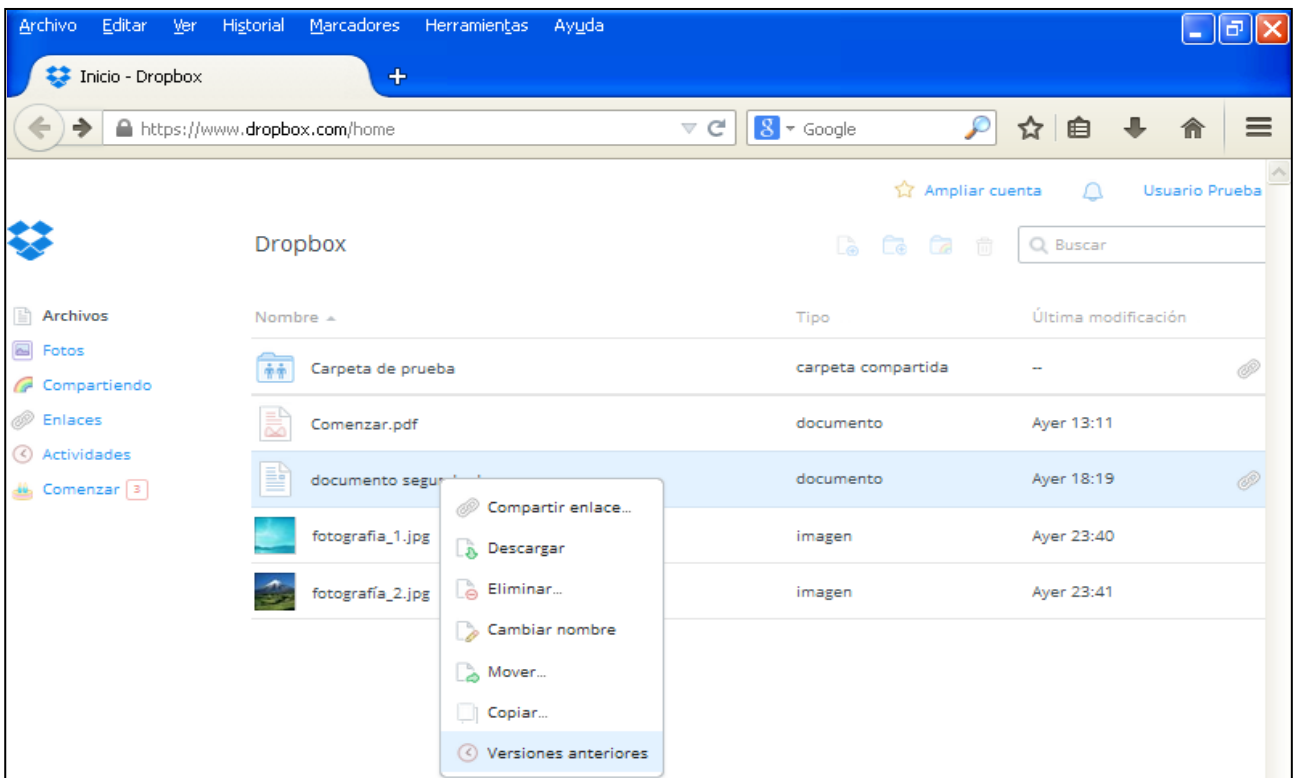 Archivo Editar Ver Historial Marcadores Herramientas Ayuda
Inicio - Dropbox
https://www.dropbox.com/home
Google
Ampliar cuenta
Usuario Prueba
Dropbox
Buscar
Archivos
Fotos
Compartiendo
Enlaces
Actividades
Comenzar 3
Nombre Tipo Última modificación
Carpeta de prueba carpeta compartida --
Comenzar.pdf documento Ayer 13:11
documento documento Ayer 18:19
fotografia_1.jpg imagen Ayer 23:40
fotografía_2.jpg imagen Ayer 23:41
Compartir enlace...
Descargar
Eliminar...
Cambiar nombre
Mover...
Copiar...
Versiones anteriores